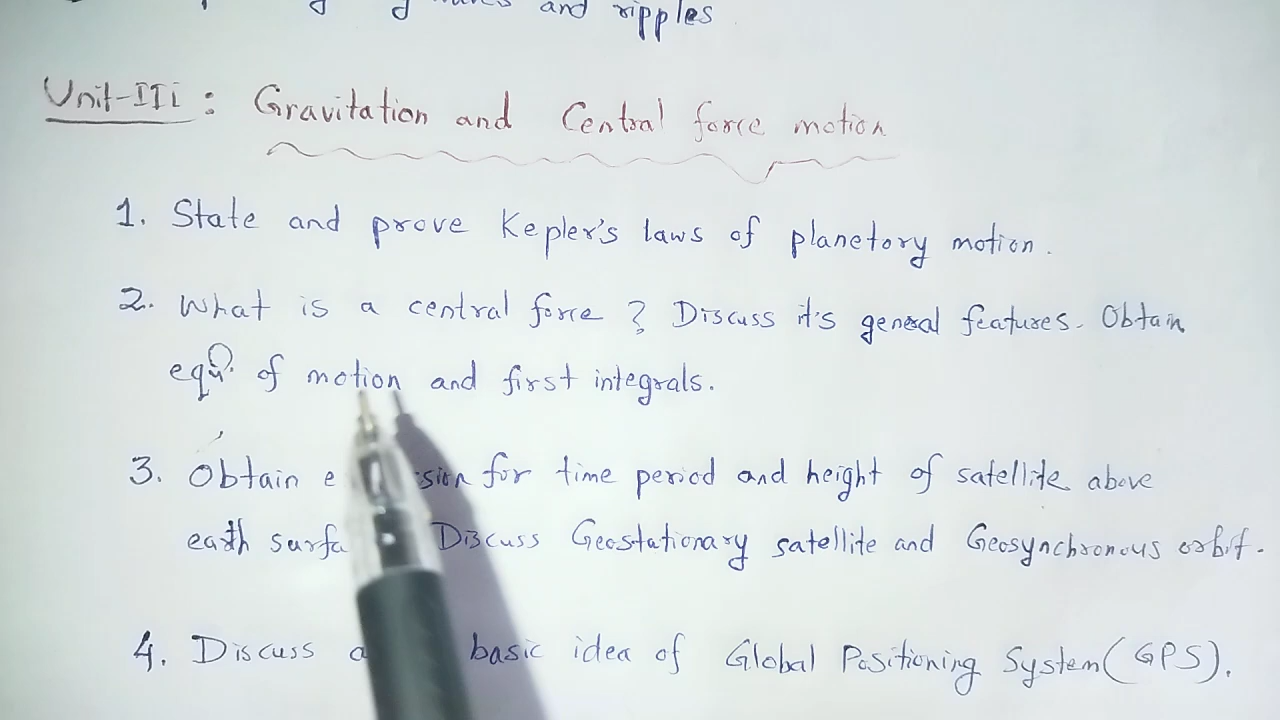 and ripples
Unit-III : Gravitation and Central force motion
1. State and prove Kepler's laws of planetory motion.
2. What is a central force ? Discuss it's general features. Obtain
eqn. of motion and first integrals.
3. Obtain e sion for time period and height of satellite above
earth surfa Discuss Geostationary satellite and Geosynchronous orbit.
4. Discuss a basic idea of Global Positioning System (GPS).